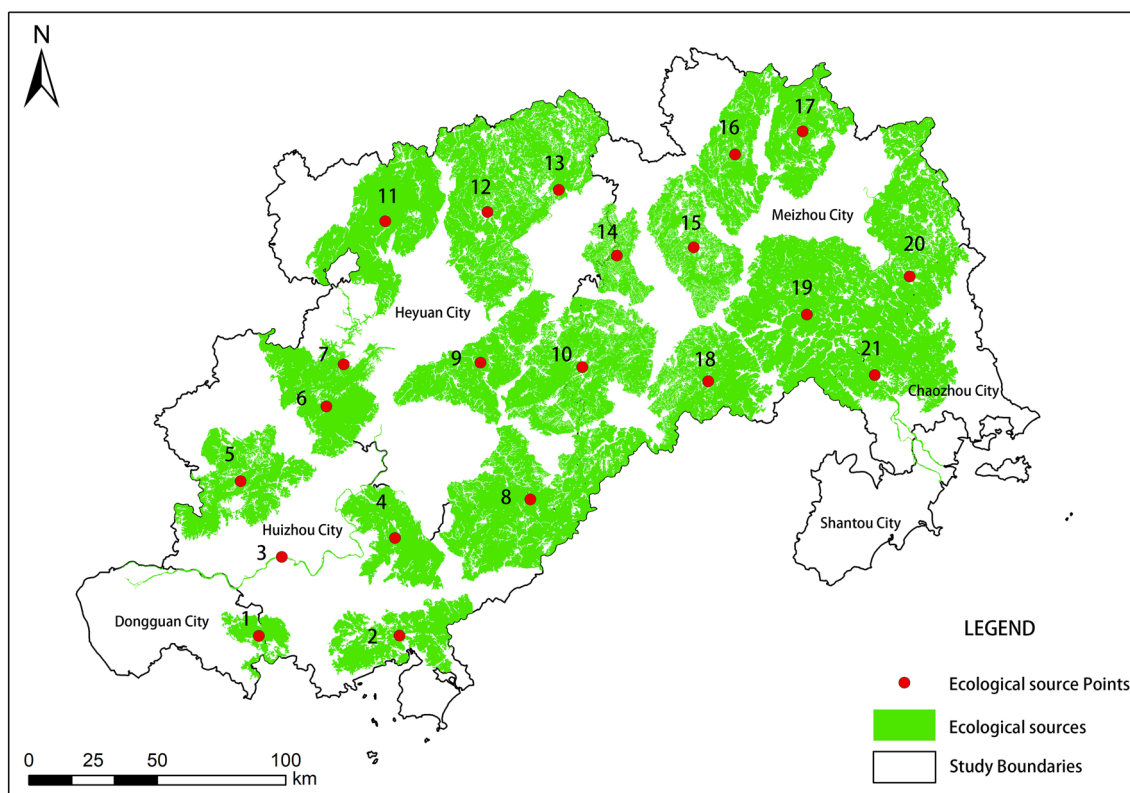 N
17
16
13
12
11
Meizhou City
15
14
20
19
Heyuan City
7
9
10
21
18
Chaozhou City
6
5
8
4
Huizhou City
Shantou City
3
1
Dongguan City
2
LEGEND
Ecological source Points
Ecological sources
Study Boundaries
0 25 50 100
km